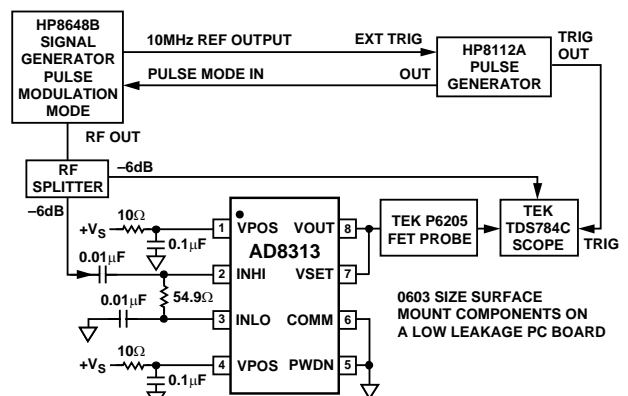 HP8648B
SIGNAL
GENERATOR
PULSE
MODULATION
MODE
10MHz REF OUTPUT
EXT TRIG
HP8112A
PULSE
GENERATOR
TRIG
OUT
PULSE MODE IN
OUT
RF OUT
RF
SPLITTER
–6dB
–6dB
+VS
10Ω
0.1μF
0.01μF
54.9Ω
0.01μF
+VS
10Ω
0.1μF
1 VPOS
2 INHI
3 INLO
4 VPOS
AD8313
VOUT 8
VSET 7
COMM 6
PWDN 5
TEK P6205
FET PROBE
TEK
TDS784C
SCOPE
TRIG
0603 SIZE SURFACE
MOUNT COMPONENTS ON
A LOW LEAKAGE PC BOARD